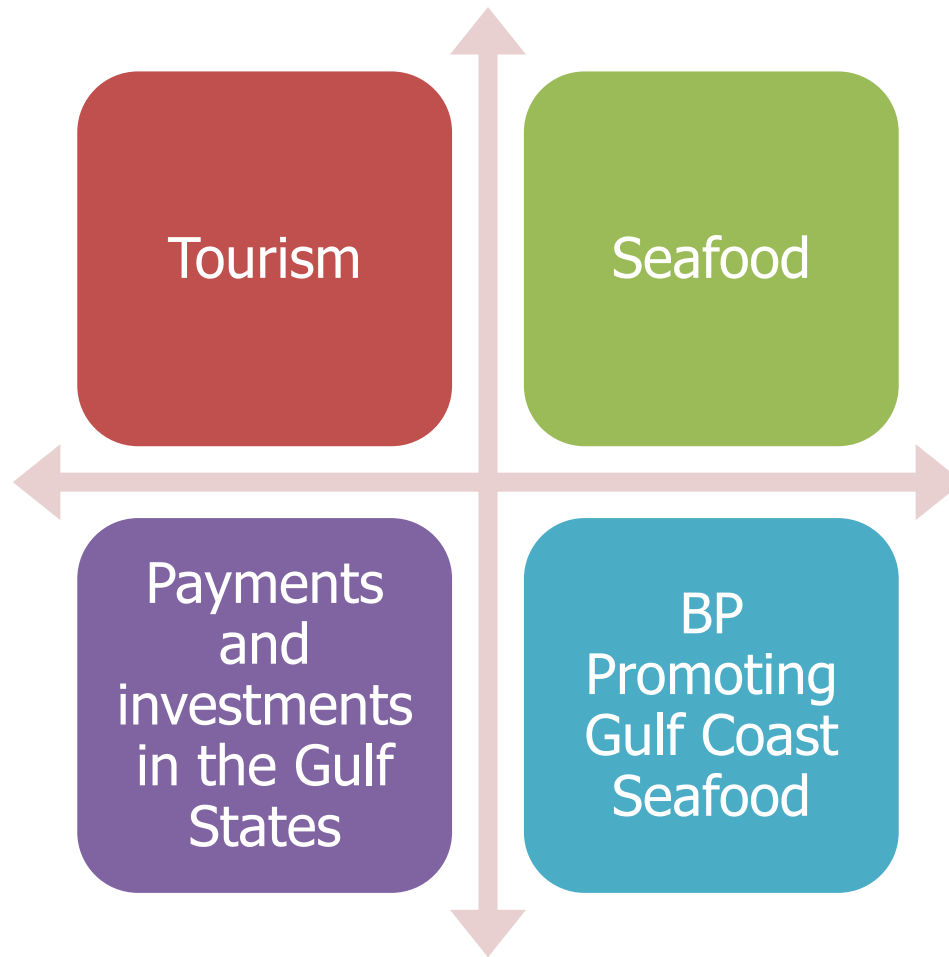 Tourism
Seafood
Payments
and
investments
in the Gulf
States
BP
Promoting
Gulf Coast
Seafood